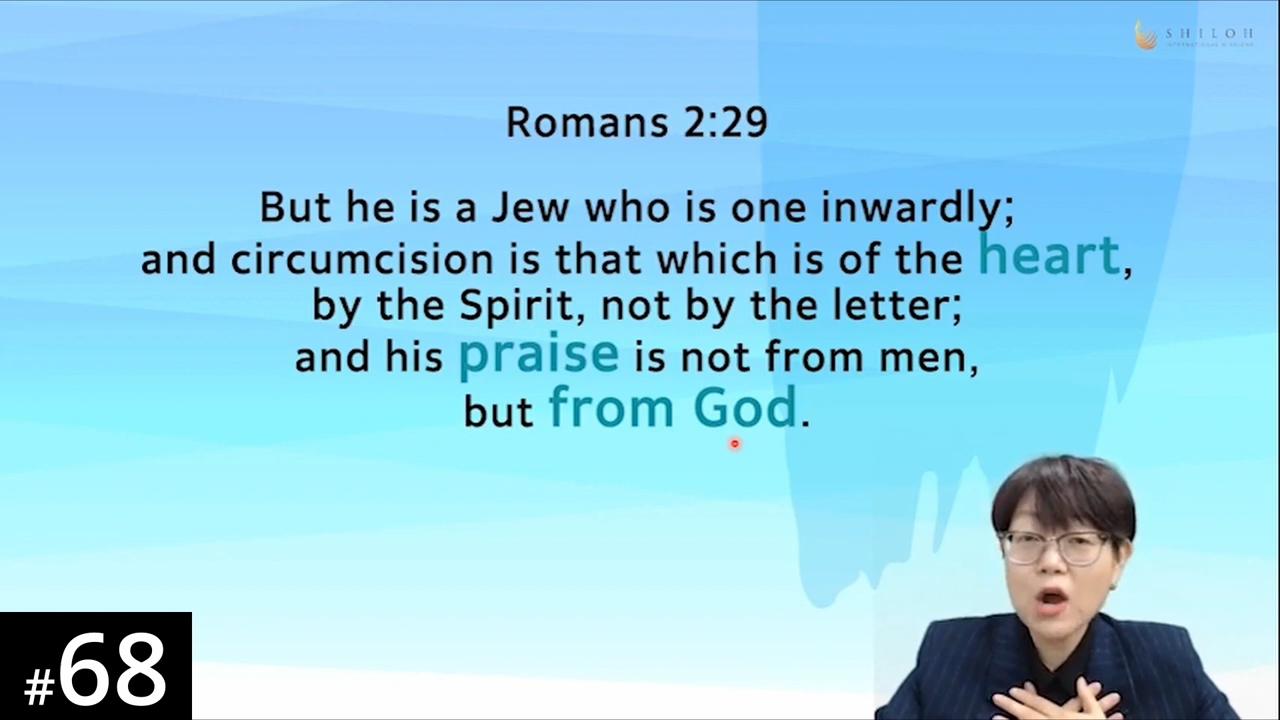 SHILOH
INTERNATIONAL MISSIONS
Romans 2:29
But he is a Jew who is one inwardly;
and circumcision is that which is of the heart,
by the Spirit, not by the letter;
and his praise is not from men,
but from God.
#68